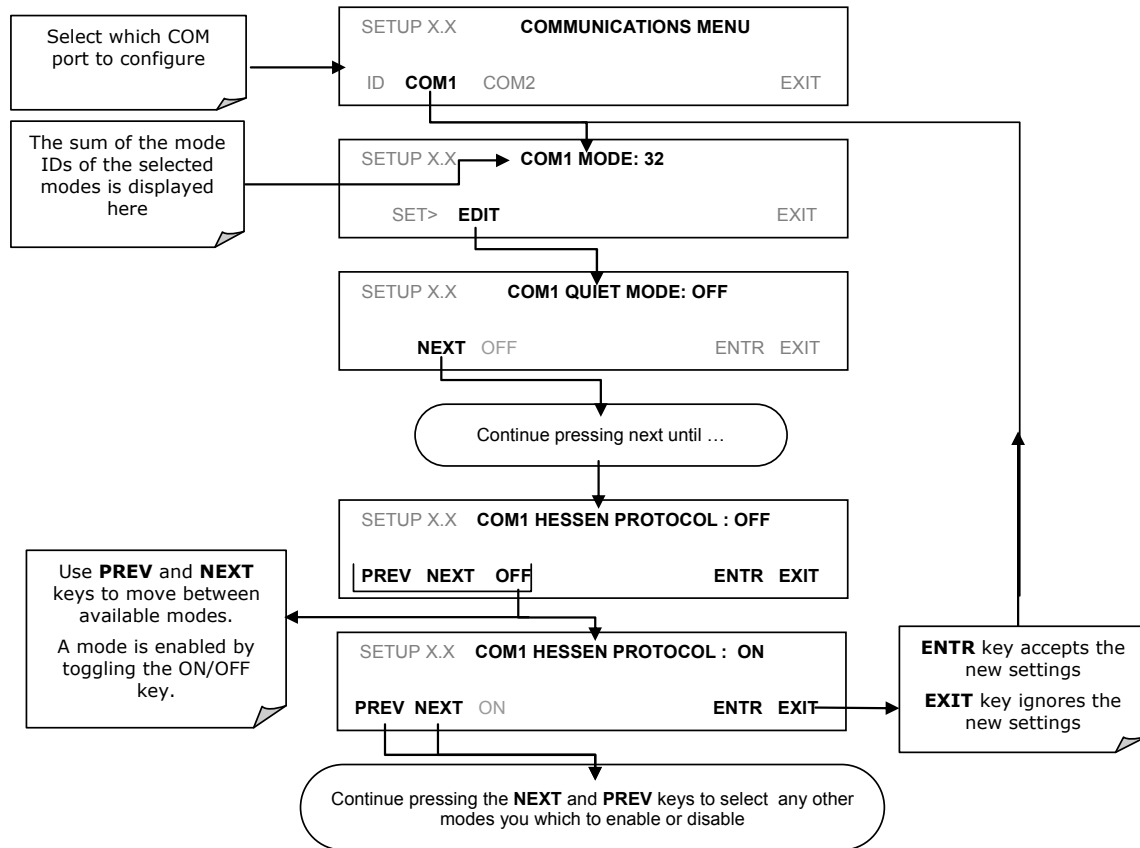 Select which COM
port to configure
SETUP X.X COMMUNICATIONS MENU
ID COM1 COM2 EXIT
The sum of the mode
IDs of the selected
modes is displayed
here
SETUP X.X COM1 MODE: 32
SET> EDIT EXIT
SETUP X.X COM1 QUIET MODE: OFF
NEXT OFF ENTR EXIT
Continue pressing next until …
SETUP X.X COM1 HESSEN PROTOCOL : OFF
PREV NEXT OFF ENTR EXIT
Use PREV and NEXT
keys to move between
available modes.
A mode is enabled by
toggling the ON/OFF
key.
SETUP X.X COM1 HESSEN PROTOCOL : ON
PREV NEXT ON ENTR EXIT
ENTR key accepts the
new settings
EXIT key ignores the
new settings
Continue pressing the NEXT and PREV keys to select any other
modes you which to enable or disable